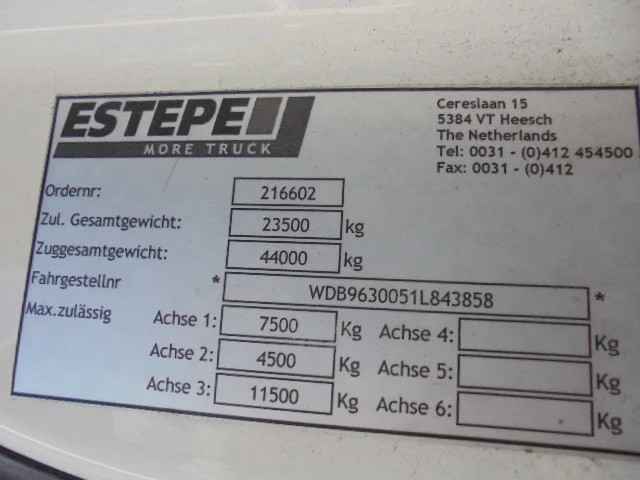 ESTEPE
MORE TRUCK
Cereslaan 15
5384 VT Heesch
The Netherlands
Tel: 0031 - (0)412 454500
Fax: 0031 - (0)412
Ordernr: 216602
Zul. Gesamtgewicht: 23500 kg
Zuggesamtgewicht: 44000 kg
Fahrgestellnr * WDB9630051L843858 *
Max.zulässig Achse 1: 7500 Kg Achse 4: Kg
Achse 2: 4500 Kg Achse 5: Kg
Achse 3: 11500 Kg Achse 6: Kg